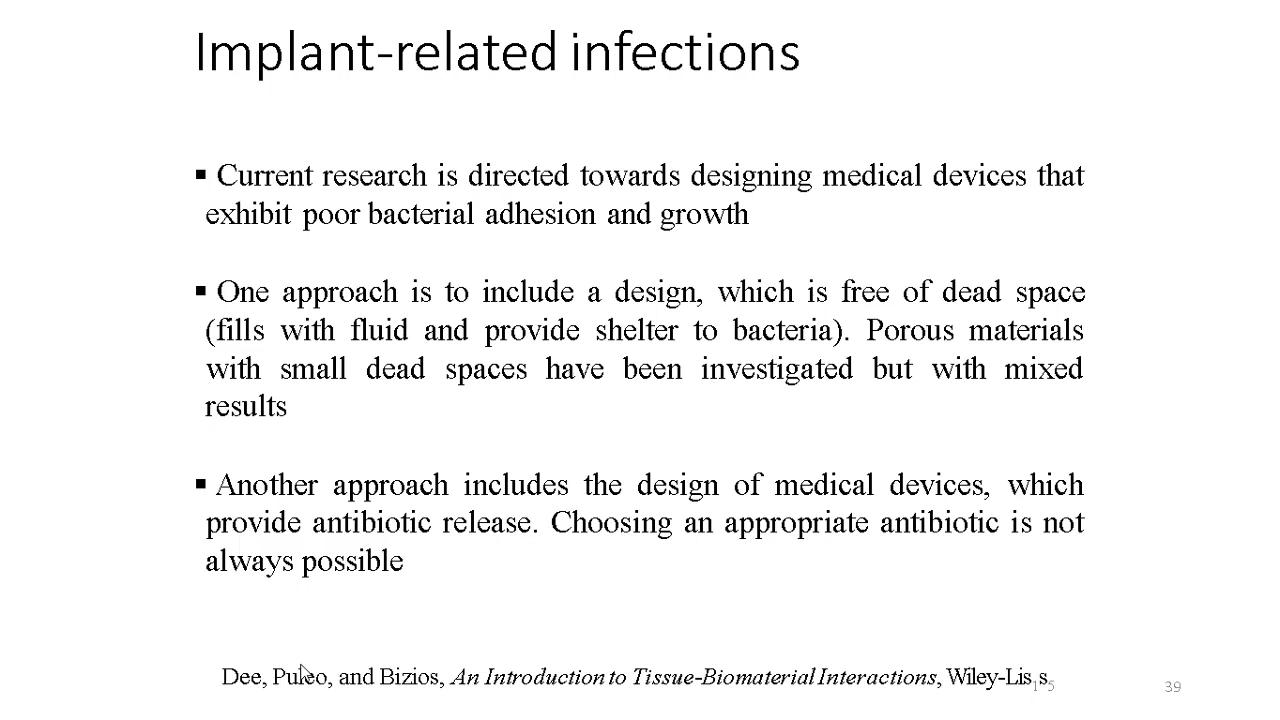 Implant-related infections
▪ Current research is directed towards designing medical devices that
exhibit poor bacterial adhesion and growth
▪ One approach is to include a design, which is free of dead space
(fills with fluid and provide shelter to bacteria). Porous materials
with small dead spaces have been investigated but with mixed
results
▪ Another approach includes the design of medical devices, which
provide antibiotic release. Choosing an appropriate antibiotic is not
always possible
Dee, Puleo, and Bizios, An Introduction to Tissue-Biomaterial Interactions, Wiley-Liss
39